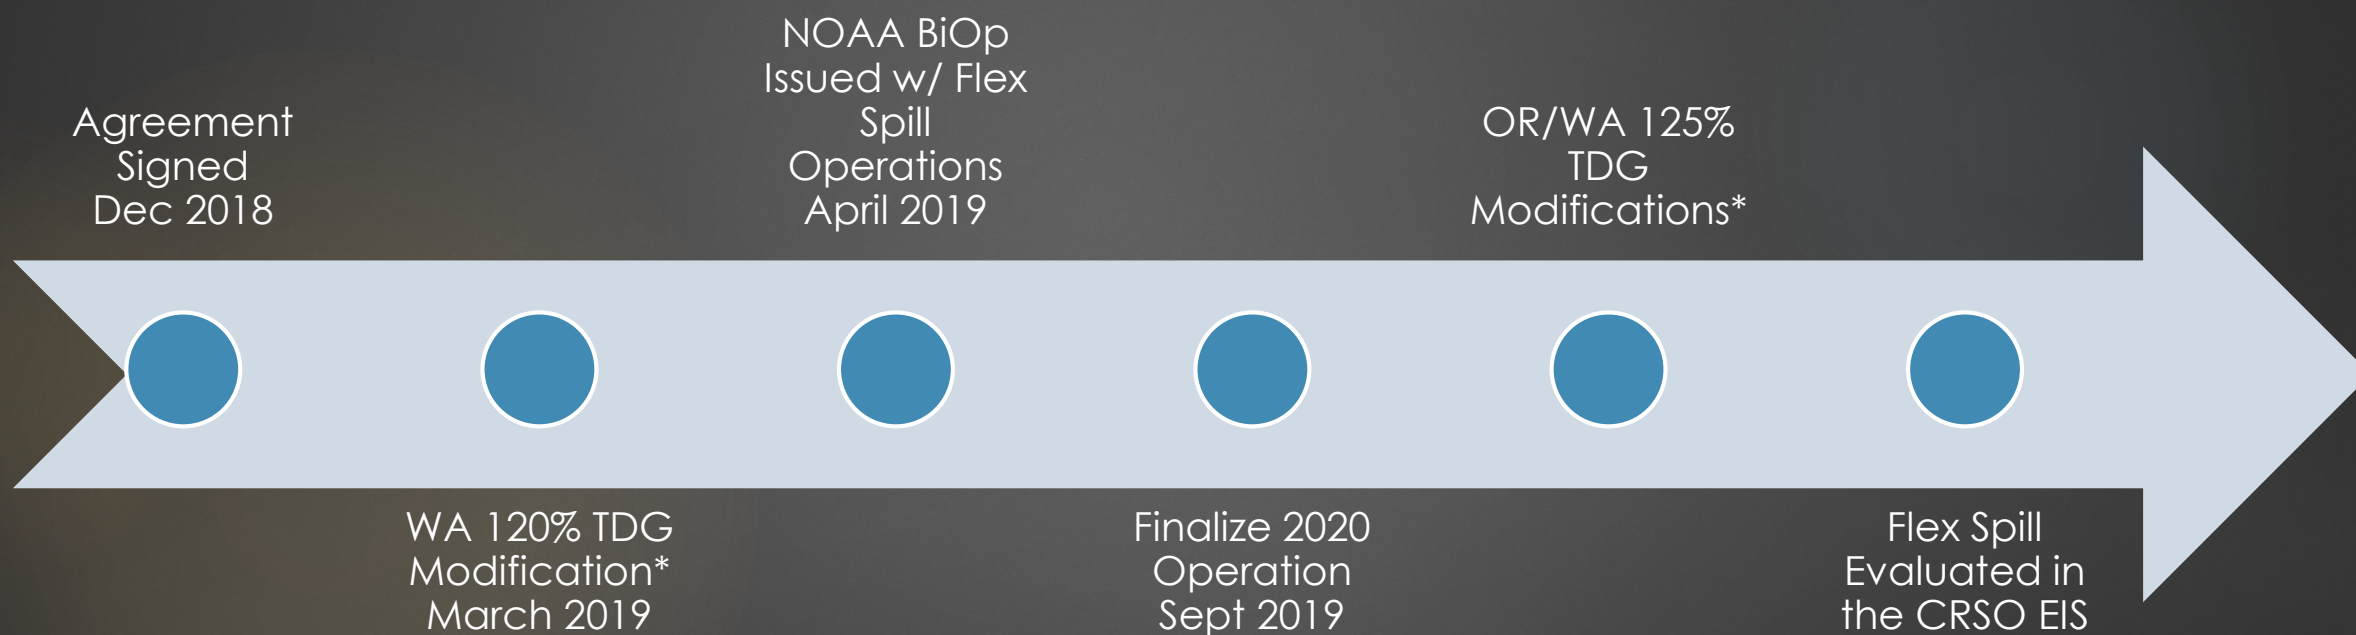 Agreement
Signed
Dec 2018
WA 120% TDG
Modification*
March 2019
NOAA BiOp
Issued w/ Flex
Spill
Operations
April 2019
Finalize 2020
Operation
Sept 2019
OR/WA 125%
TDG
Modifications*
Flex Spill
Evaluated in
the CRSO EIS